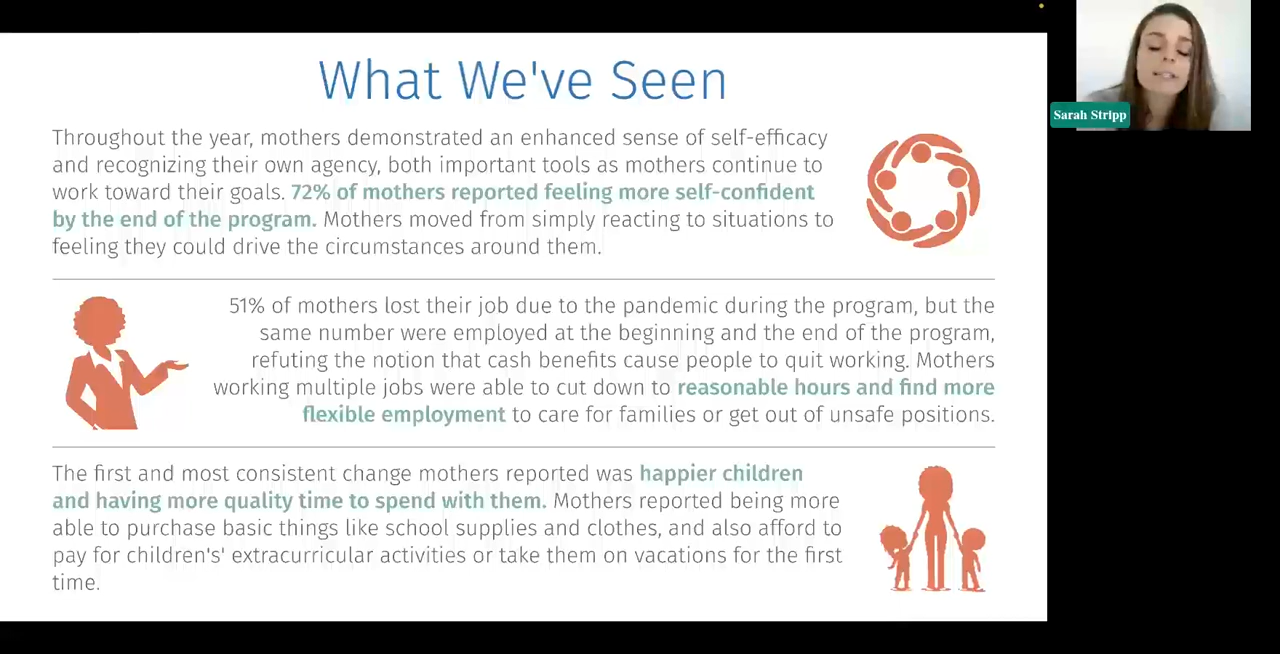 What We've Seen
Throughout the year, mothers demonstrated an enhanced sense of self-efficacy
and recognizing their own agency, both important tools as mothers continue to
work toward their goals. 72% of mothers reported feeling more self-confident
by the end of the program. Mothers moved from simply reacting to situations to
feeling they could drive the circumstances around them.
51% of mothers lost their job due to the pandemic during the program, but the
same number were employed at the beginning and the end of the program,
refuting the notion that cash benefits cause people to quit working. Mothers
working multiple jobs were able to cut down to reasonable hours and find more
flexible employment to care for families or get out of unsafe positions.
The first and most consistent change mothers reported was happier children
and having more quality time to spend with them. Mothers reported being more
able to purchase basic things like school supplies and clothes, and also afford to
pay for children's' extracurricular activities or take them on vacations for the first
time.
Sarah Stripp